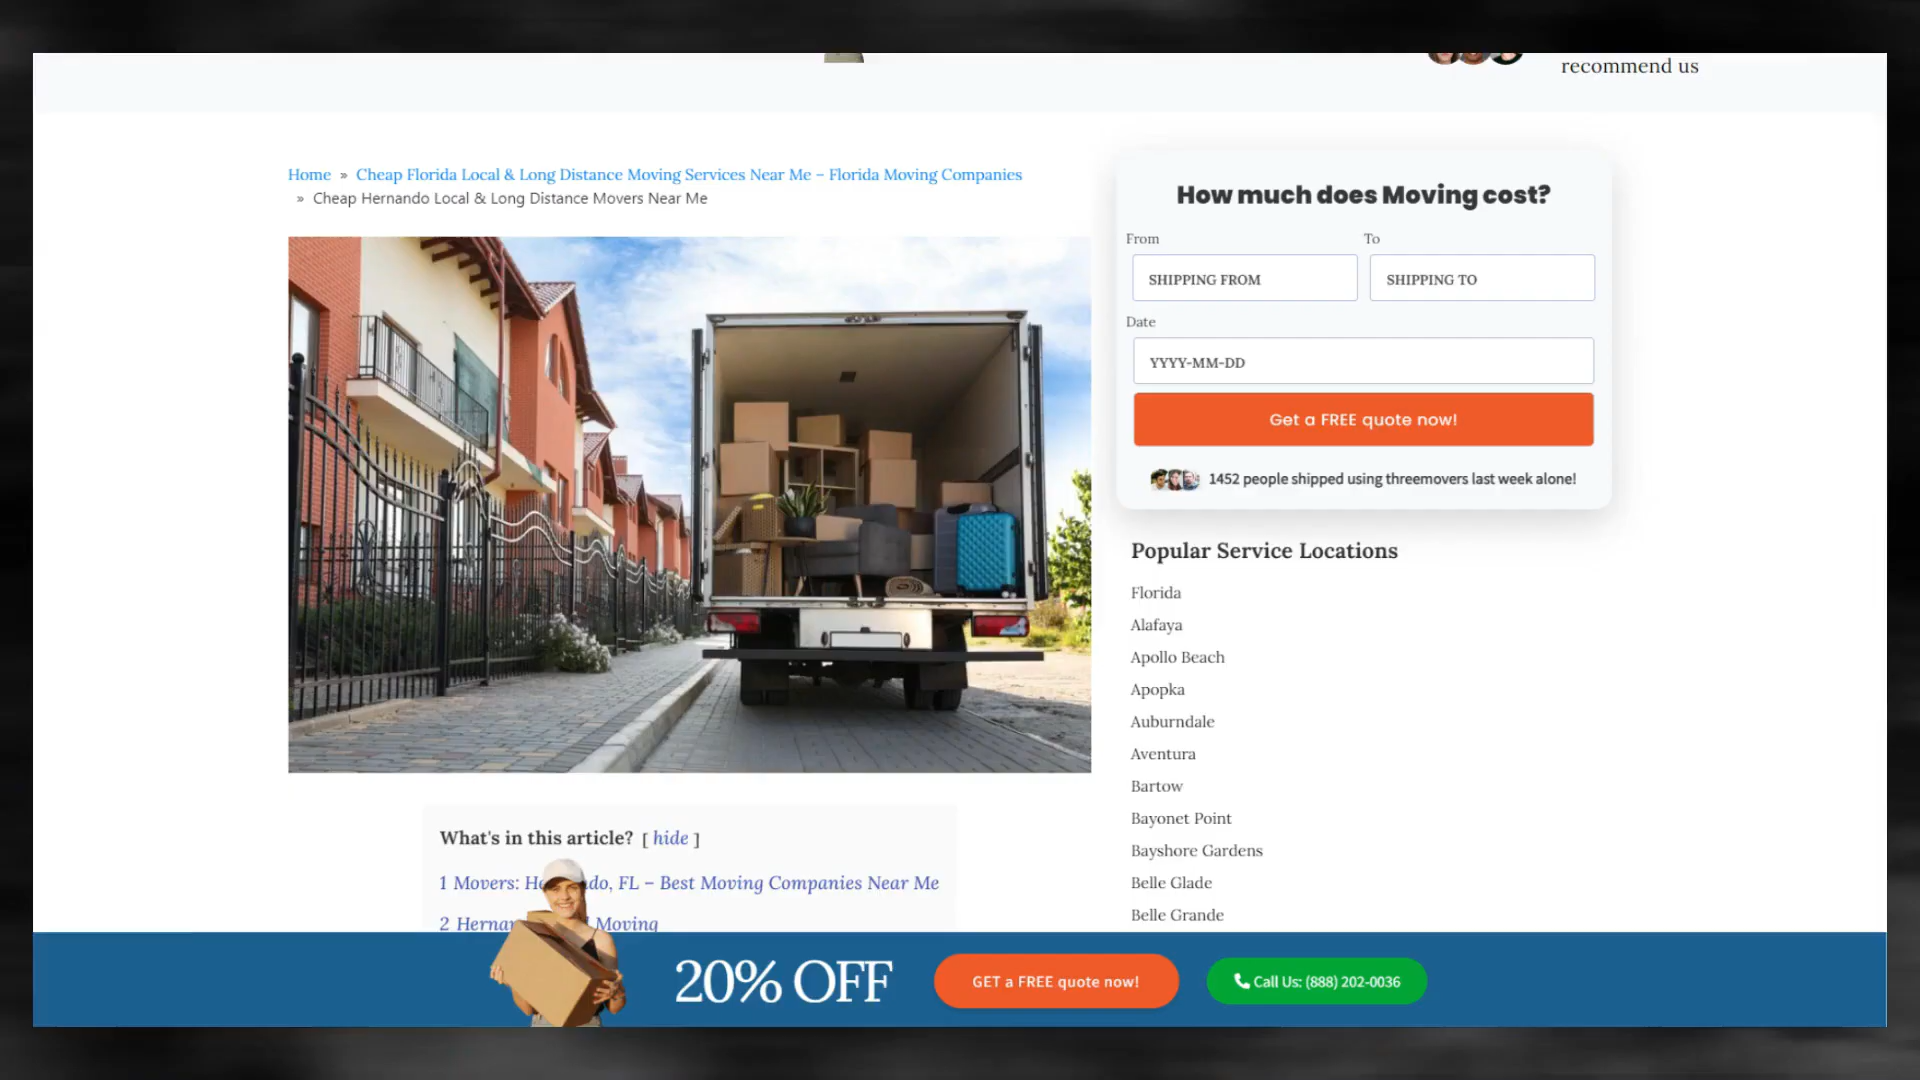 recommend us
Home » Cheap Florida Local & Long Distance Moving Services Near Me – Florida Moving Companies
» Cheap Hernando Local & Long Distance Movers Near Me
How much does Moving cost?
From To
SHIPPING FROM SHIPPING TO
Date
YYYY-MM-DD
Get a FREE quote now!
1452 people shipped using threemovers last week alone!
Popular Service Locations
Florida
Alafaya
Apollo Beach
Apopka
Auburndale
Aventura
Bartow
Bayonet Point
Bayshore Gardens
Belle Glade
Belle Grande
What's in this article? [ hide ]
1 Movers: He do, FL – Best Moving Companies Near Me
2 Herna Moving
20% OFF
GET a FREE quote now!
Call Us: (888) 202-0036